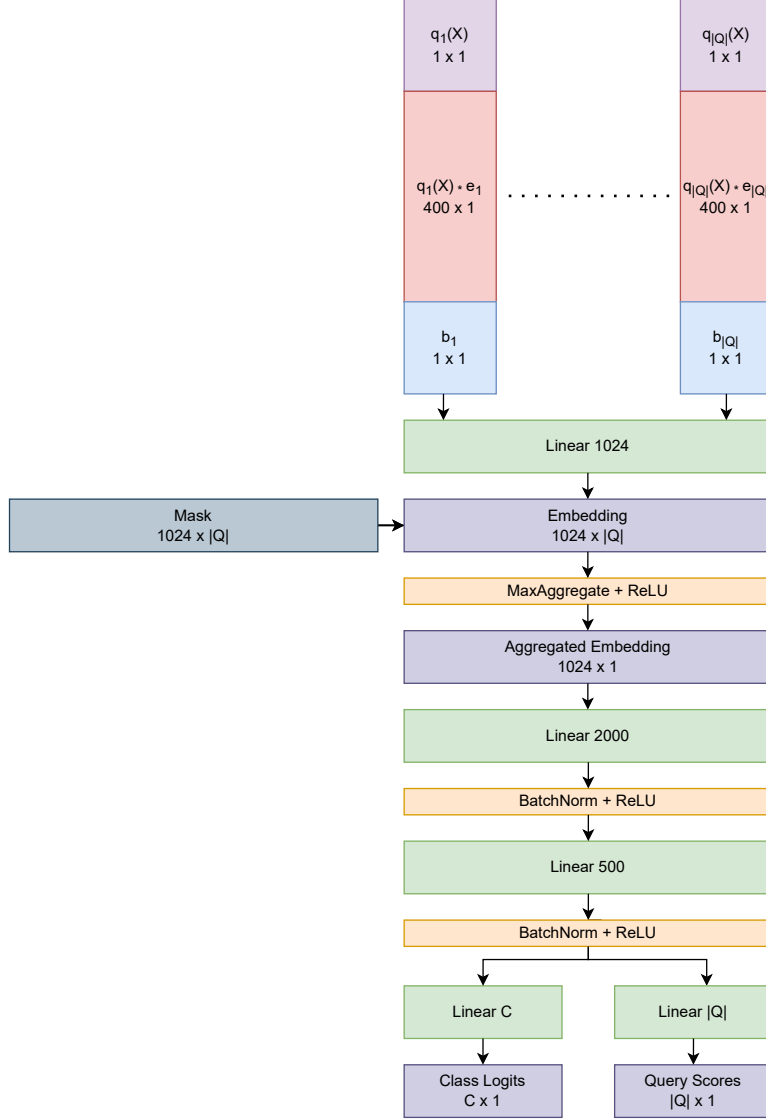 q1(X)
1 x 1
q|Q|(X)
1 x 1
q1(X) * e1
400 x 1
q|Q|(X) * e|Q|
400 x 1
b1
1 x 1
b|Q|
1 x 1
Linear 1024
Mask
1024 x |Q|
Embedding
1024 x |Q|
MaxAggregate + ReLU
Aggregated Embedding
1024 x 1
Linear 2000
BatchNorm + ReLU
Linear 500
BatchNorm + ReLU
Linear C
Linear |Q|
Class Logits
C x 1
Query Scores
|Q| x 1